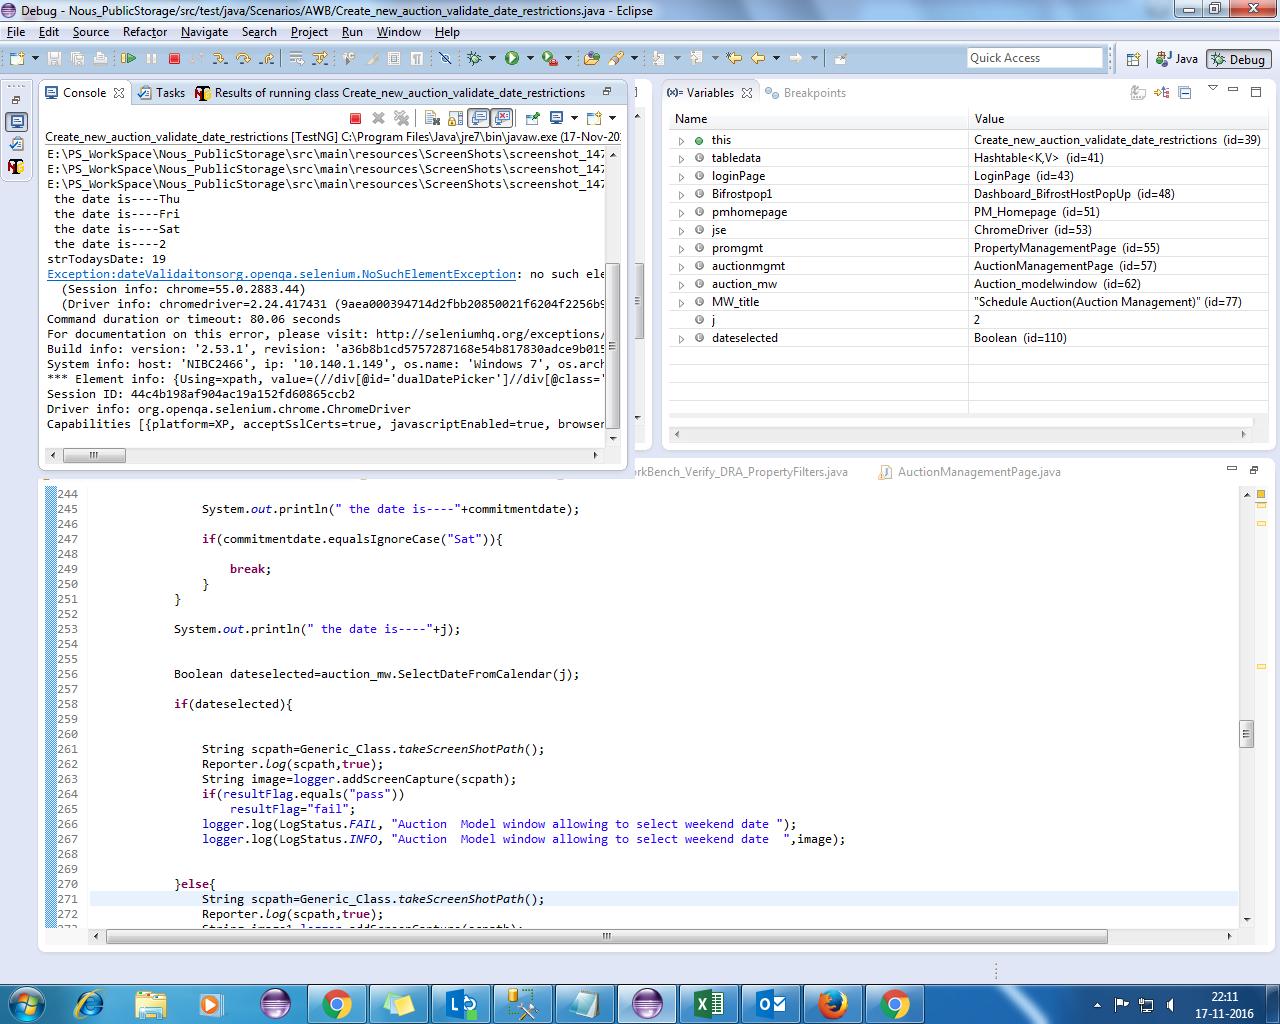 Debug - Nous_PublicStorage/src/test/java/Scenarios/AWB/Create_new_auction_validate_date_restrictions.java - Eclipse
File Edit Source Refactor Navigate Search Project Run Window Help
Quick Access
Java
Debug
Console
Tasks
Results of running class Create_new_auction_validate_date_restrictions
Create_new_auction_validate_date_restrictions [TestNG] C:\Program Files\Java\jre7\bin\javaw.exe (17-Nov-20
E:\PS_WorkSpace\Nous_PublicStorage\src\main\resources\ScreenShots\screenshot_147
E:\PS_WorkSpace\Nous_PublicStorage\src\main\resources\ScreenShots\screenshot_147
E:\PS_WorkSpace\Nous_PublicStorage\src\main\resources\ScreenShots\screenshot_147
the date is----Thu
the date is----Fri
the date is----Sat
the date is----2
strTodaysDate: 19
Exception:dateValidaitonsorg.openqa.selenium.NoSuchElementException: no such ele
(Session info: chrome=55.0.2883.44)
(Driver info: chromedriver=2.24.417431 (9aea000394714d2fbb20850021f6204f2256b9
Command duration or timeout: 80.06 seconds
For documentation on this error, please visit: http://seleniumhq.org/exceptions/
Build info: version: '2.53.1', revision: 'a36b8b1cd5757287168e54b817830adce9b015
System info: host: 'NIBC2466', ip: '10.140.1.149', os.name: 'Windows 7', os.arch
*** Element info: {Using=xpath, value=(//div[@id='dualDatePicker']//div[@class='
Session ID: 44c4b198af904ac19a152fd60865ccb2
Driver info: org.openqa.selenium.chrome.ChromeDriver
Capabilities [{platform=XP, acceptSslCerts=true, javascriptEnabled=true, browser
(x)= Variables
Breakpoints
Name Value
this Create_new_auction_validate_date_restrictions (id=39)
tabledata Hashtable<K,V> (id=41)
loginPage LoginPage (id=43)
Bifrostpop1 Dashboard_BifrostHostPopUp (id=48)
pmhomepage PM_Homepage (id=51)
jse ChromeDriver (id=53)
promgmt PropertyManagementPage (id=55)
auctionmgmt AuctionManagementPage (id=57)
auction_mw Auction_modelwindow (id=62)
MW_title "Schedule Auction(Auction Management)" (id=77)
j 2
dateselected Boolean (id=110)
rkBench_Verify_DRA_PropertyFilters.java
AuctionManagementPage.java
244
245 System.out.println(" the date is----"+commitmentdate);
246
247 if(commitmentdate.equalsIgnoreCase("Sat")){
248
249 break;
250 }
251 }
252
253 System.out.println(" the date is----"+j);
254
255
256 Boolean dateselected=auction_mw.SelectDateFromCalendar(j);
257
258 if(dateselected){
259
260
261 String scpath=Generic_Class.takeScreenShotPath();
262 Reporter.log(scpath,true);
263 String image=logger.addScreenCapture(scpath);
264 if(resultFlag.equals("pass"))
265 resultFlag="fail";
266 logger.log(LogStatus.FAIL, "Auction  Model window allowing to select weekend date ");
267 logger.log(LogStatus.INFO, "Auction  Model window allowing to select weekend date  ",image);
268
269
270 }else{
271 String scpath=Generic_Class.takeScreenShotPath();
272 Reporter.log(scpath,true);
22:11
17-11-2016